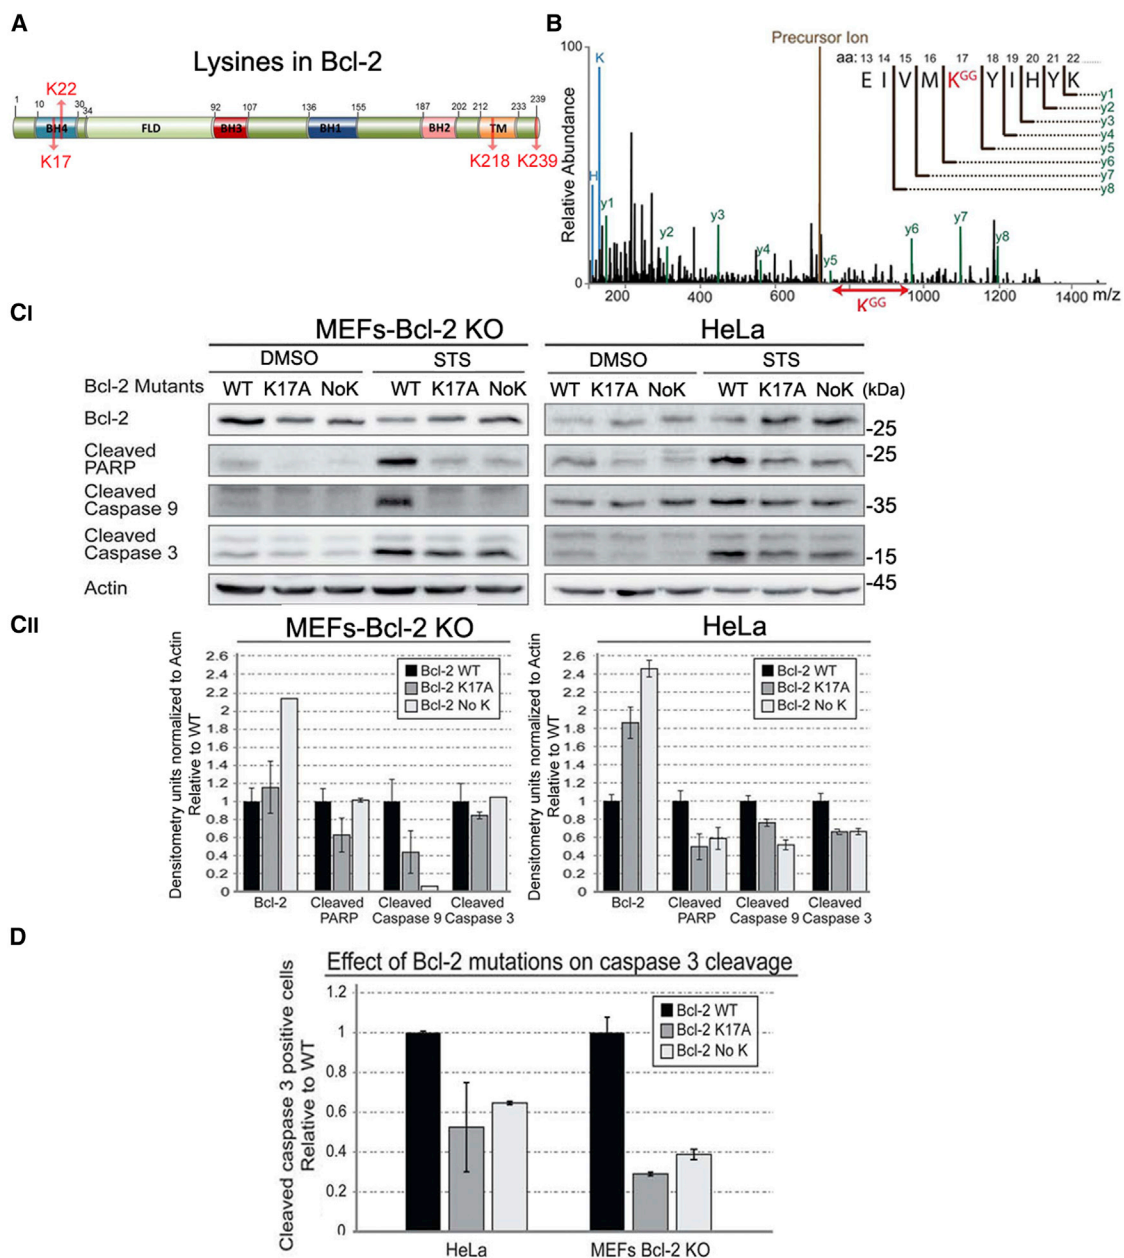 A
Lysines in Bcl-2
K22
1 10 30 34 92 107 136 155 187 202 212 233 239
BH4 FLD BH3 BH1 BH2 TM
K17 K218 K239
B
Precursor Ion
100
K
H
Relative Abundance
0
aa: 13 14 15 16 17 18 19 20 21 22 ......
E I V M K^GG Y I H Y K
y1
y2
y3
y4
y5
y6
y7
y8
y1 y2 y3 y4 y5 y6 y7 y8
200 400 600 800 1000 1200 1400 m/z
K^GG
CI
MEFs-Bcl-2 KO HeLa
DMSO STS DMSO STS
Bcl-2 Mutants WT K17A NoK WT K17A NoK WT K17A NoK WT K17A NoK (kDa)
Bcl-2 -25
Cleaved PARP -25
Cleaved Caspase 9 -35
Cleaved Caspase 3 -15
Actin -45
CII
MEFs-Bcl-2 KO
Densitometry units normalized to Actin
Relative to WT
2.6
2.4
2.2
2
1.8
1.6
1.4
1.2
1
0.8
0.6
0.4
0.2
0
Bcl-2 WT
Bcl-2 K17A
Bcl-2 No K
Bcl-2 Cleaved PARP Cleaved Caspase 9 Cleaved Caspase 3
HeLa
Densitometry units normalized to Actin
Relative to WT
2.6
2.4
2.2
2
1.8
1.6
1.4
1.2
1
0.8
0.6
0.4
0.2
0
Bcl-2 WT
Bcl-2 K17A
Bcl-2 No K
Bcl-2 Cleaved PARP Cleaved Caspase 9 Cleaved Caspase 3
D
Effect of Bcl-2 mutations on caspase 3 cleavage
Cleaved caspase 3 positive cells
Relative to WT
1.2
1
0.8
0.6
0.4
0.2
0
Bcl-2 WT
Bcl-2 K17A
Bcl-2 No K
HeLa MEFs Bcl-2 KO